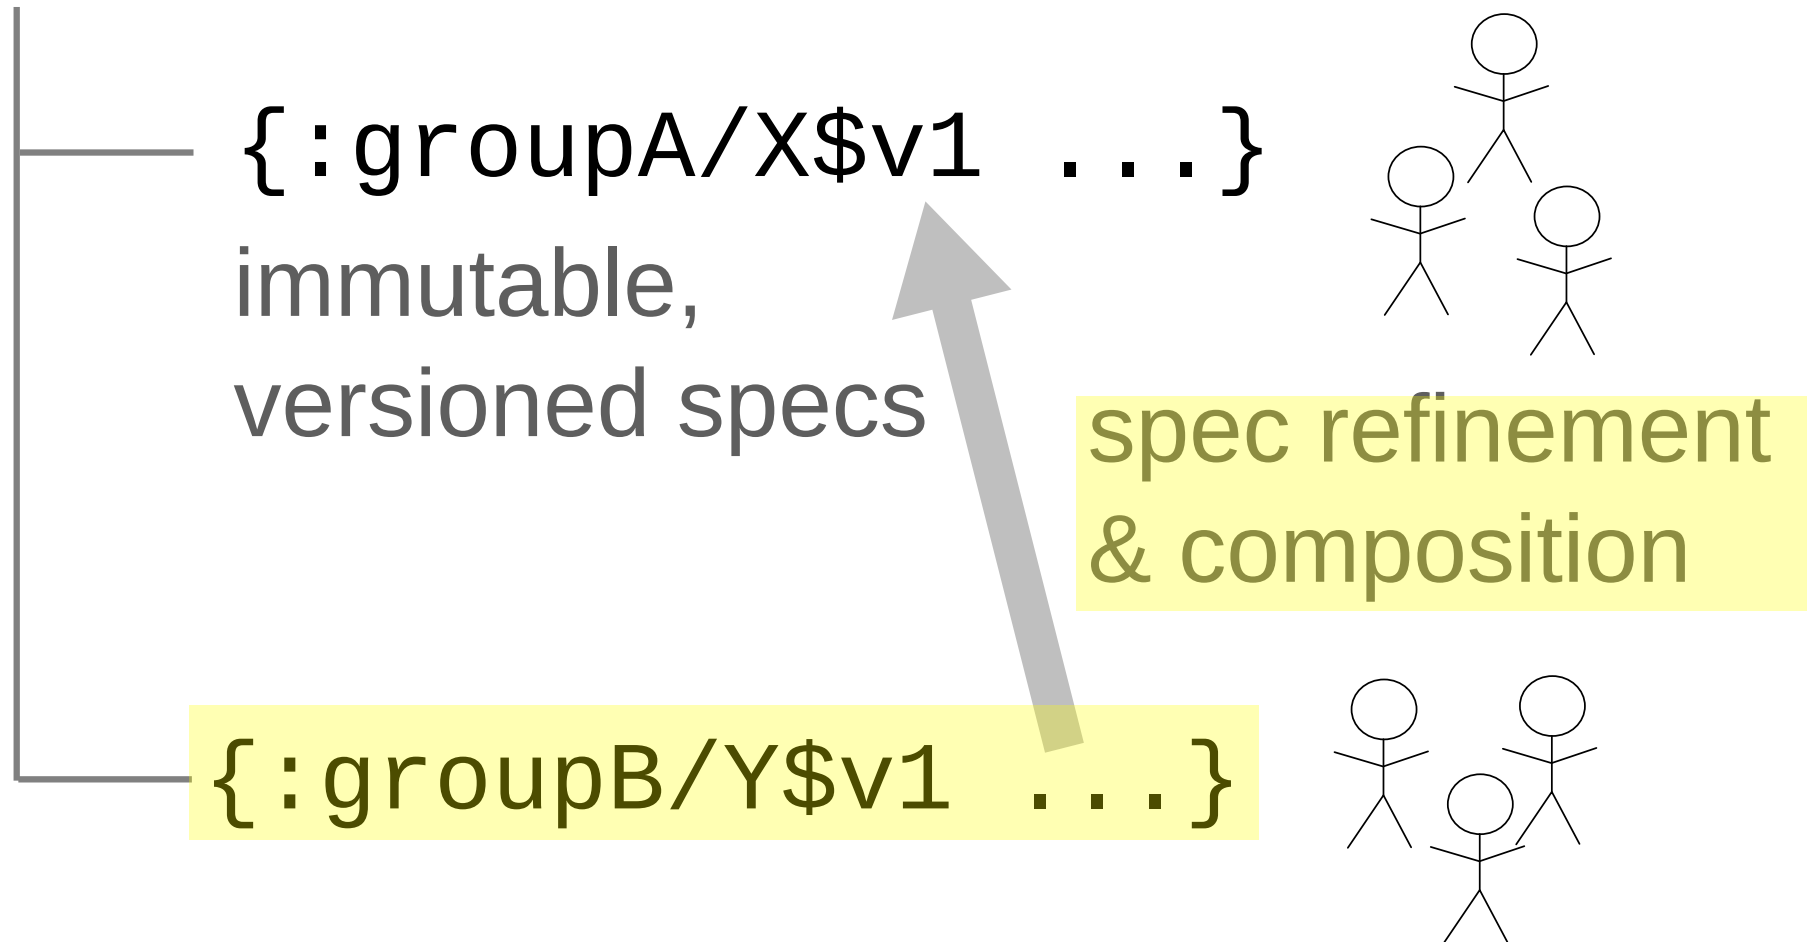 {:groupA/X$v1 ...}
immutable,
versioned specs
spec refinement
& composition
{:groupB/Y$v1 ...}